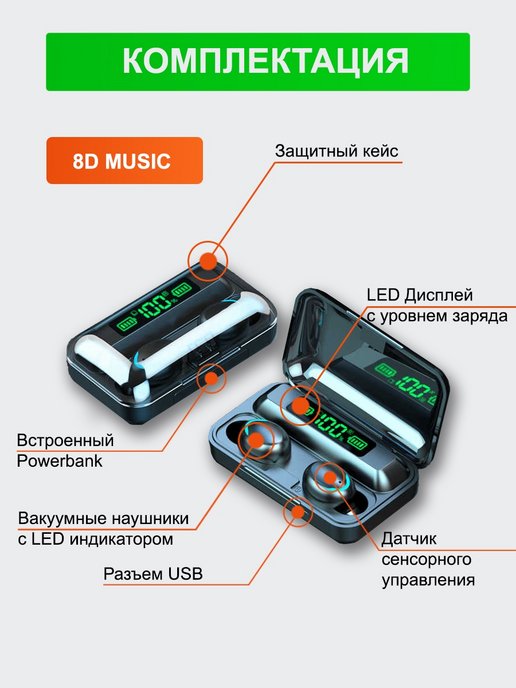 КОМПЛЕКТАЦИЯ
8D MUSIC
Защитный кейс
LED Дисплей
с уровнем заряда
100
%
100
100
%
Встроенный
Powerbank
Вакуумные наушники
с LED индикатором
Разъем USB
Датчик
сенсорного
управления